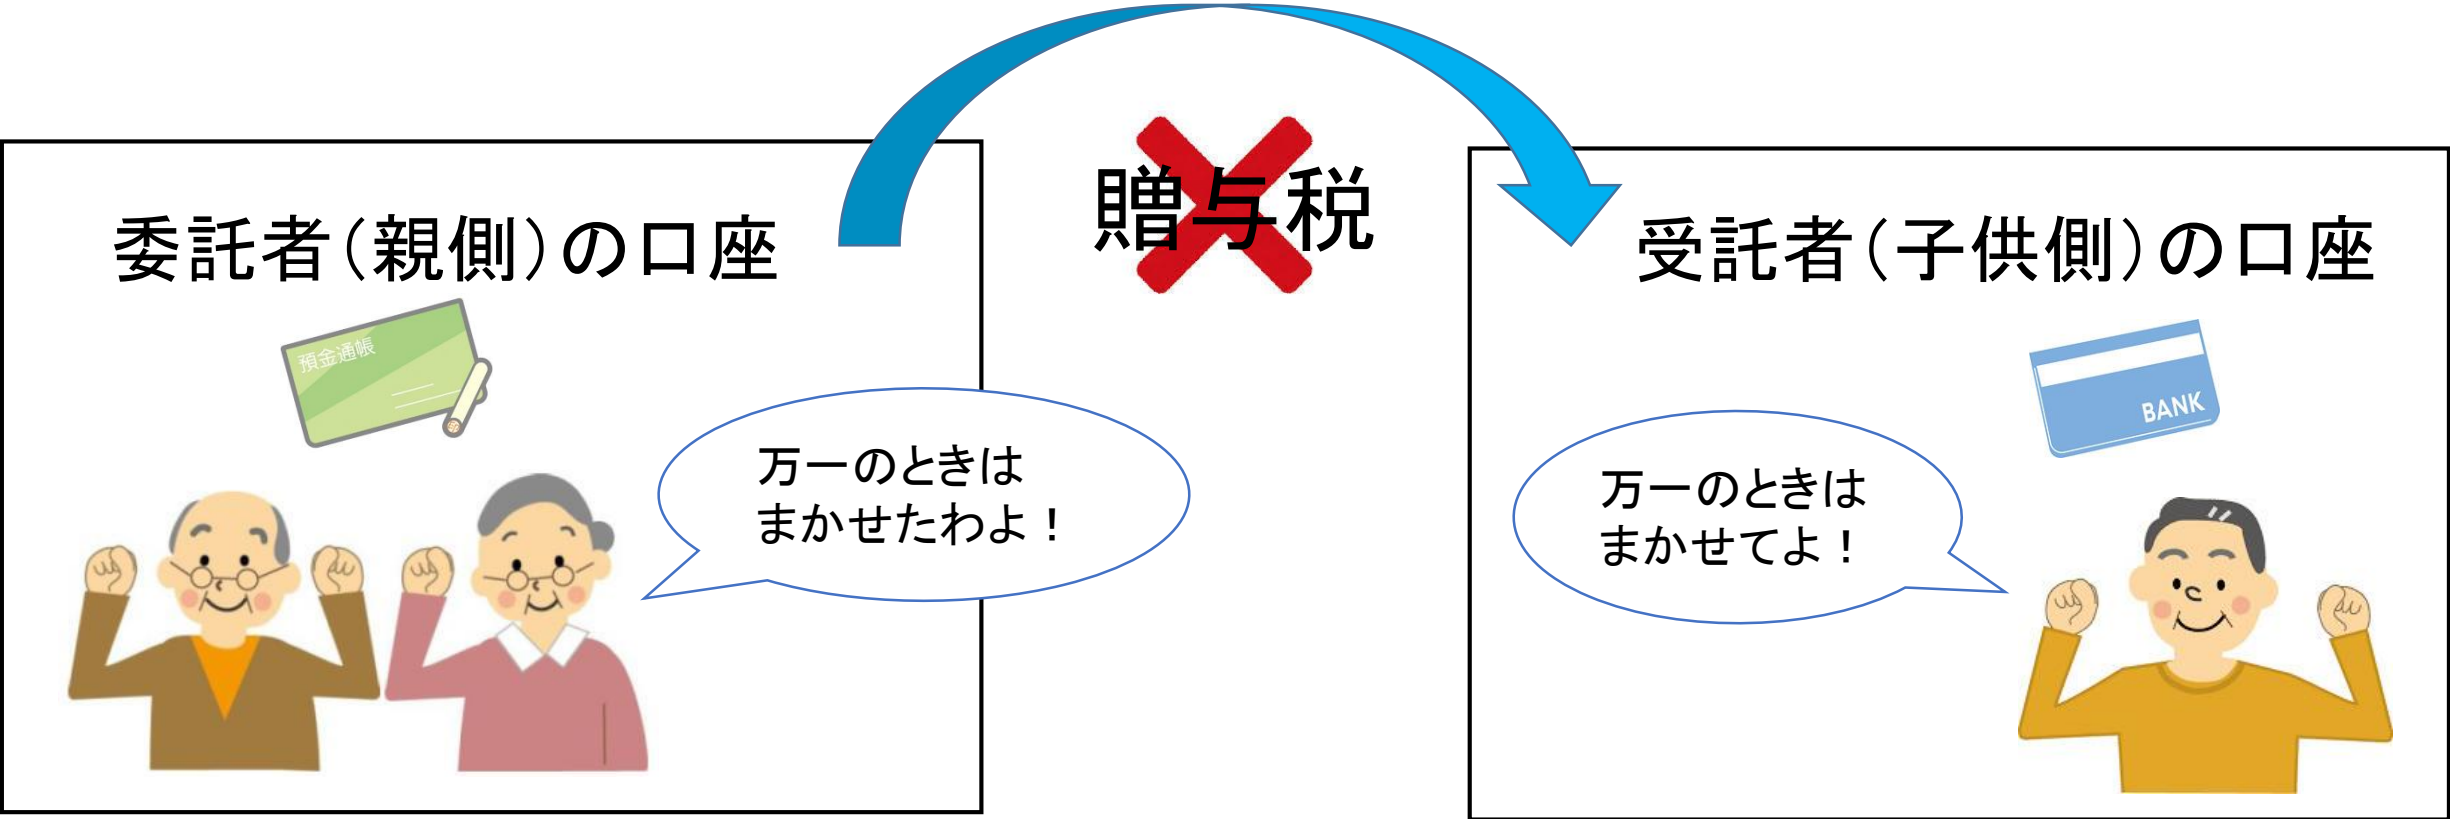 贈与税
委託者（親側）の口座
受託者（子供側）の口座
預金通帳
BANK
万一のときは
まかせたわよ！
万一のときは
まかせてよ！